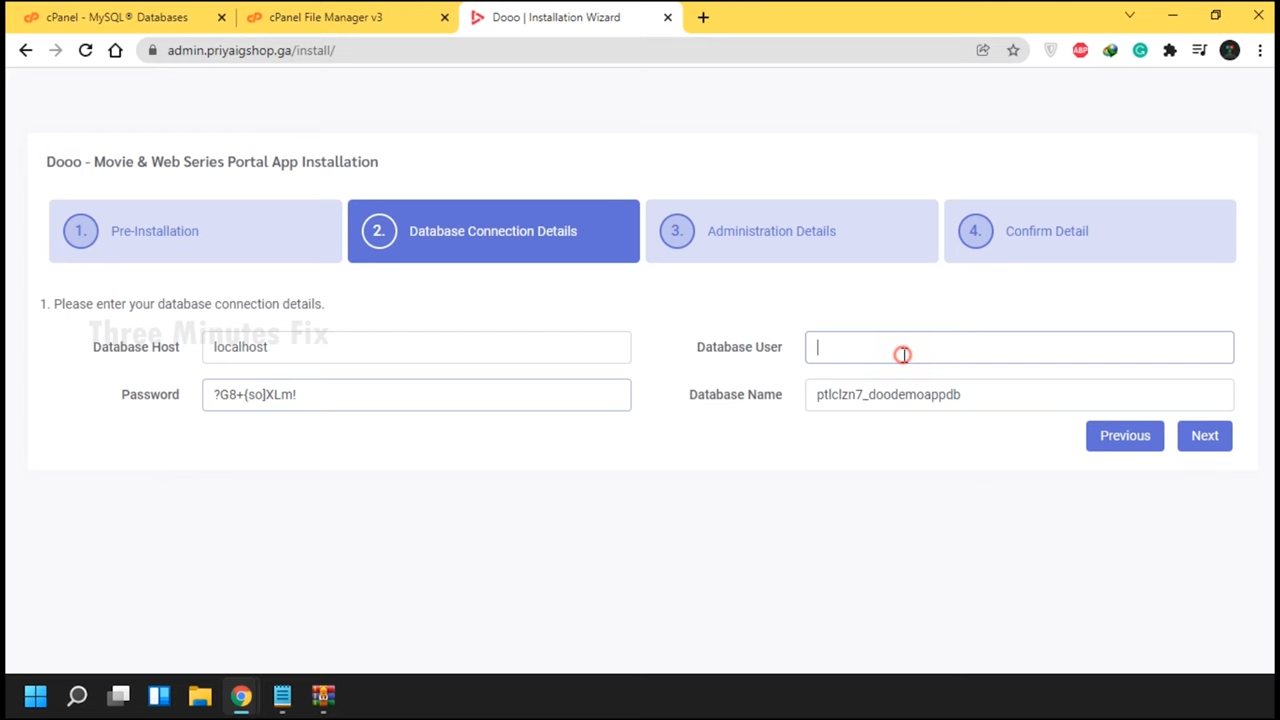 cPanel - MySQL® Databases
cPanel File Manager v3
Dooo | Installation Wizard
admin.priyaigshop.ga/install/
ABP
Dooo - Movie & Web Series Portal App Installation
1. Pre-Installation
2. Database Connection Details
3. Administration Details
4. Confirm Detail
1. Please enter your database connection details.
Three Minutes Fix
Database Host localhost
Database User
Password ?G8+{so]XLm!
Database Name ptlclzn7_doodemoappdb
Previous Next